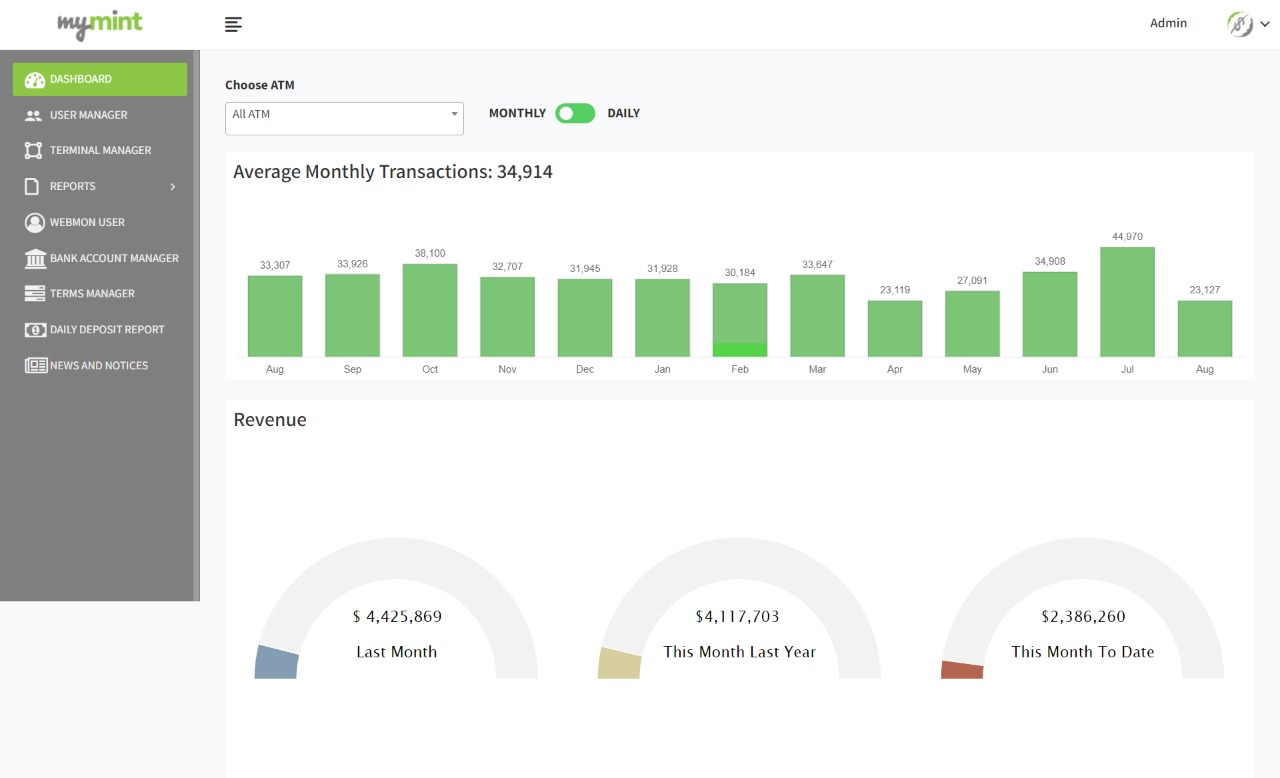 mymint
Admin
DASHBOARD
USER MANAGER
TERMINAL MANAGER
REPORTS
WEBMON USER
BANK ACCOUNT MANAGER
TERMS MANAGER
DAILY DEPOSIT REPORT
NEWS AND NOTICES
Choose ATM
All ATM
MONTHLY DAILY
Average Monthly Transactions: 34,914
33,307 33,926 38,100 32,707 31,945 31,928 30,184 33,647 23,119 27,091 34,908 44,970 23,127
Aug Sep Oct Nov Dec Jan Feb Mar Apr May Jun Jul Aug
Revenue
$ 4,425,869
Last Month
$4,117,703
This Month Last Year
$2,386,260
This Month To Date